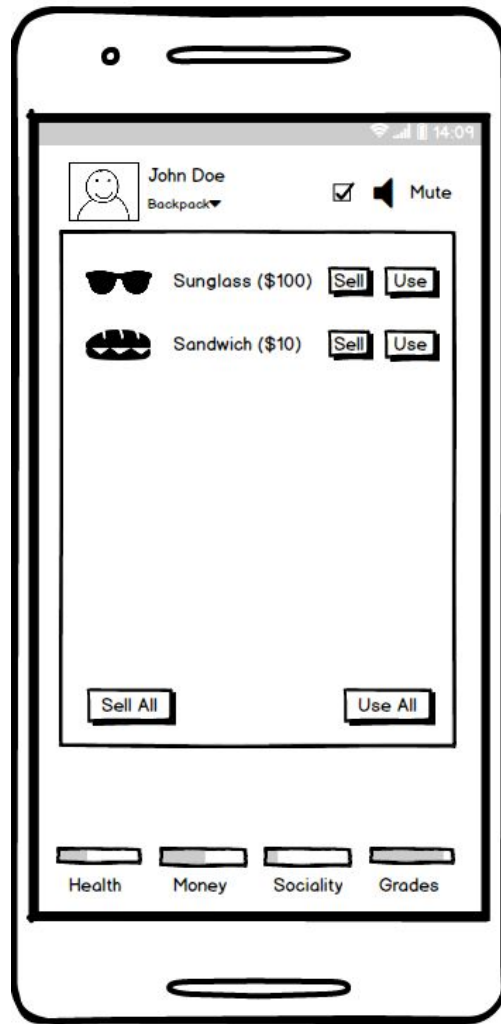 14:09
John Doe
Backpack
Mute
Sunglass ($100) Sell Use
Sandwich ($10) Sell Use
Sell All Use All
Health Money Sociality Grades